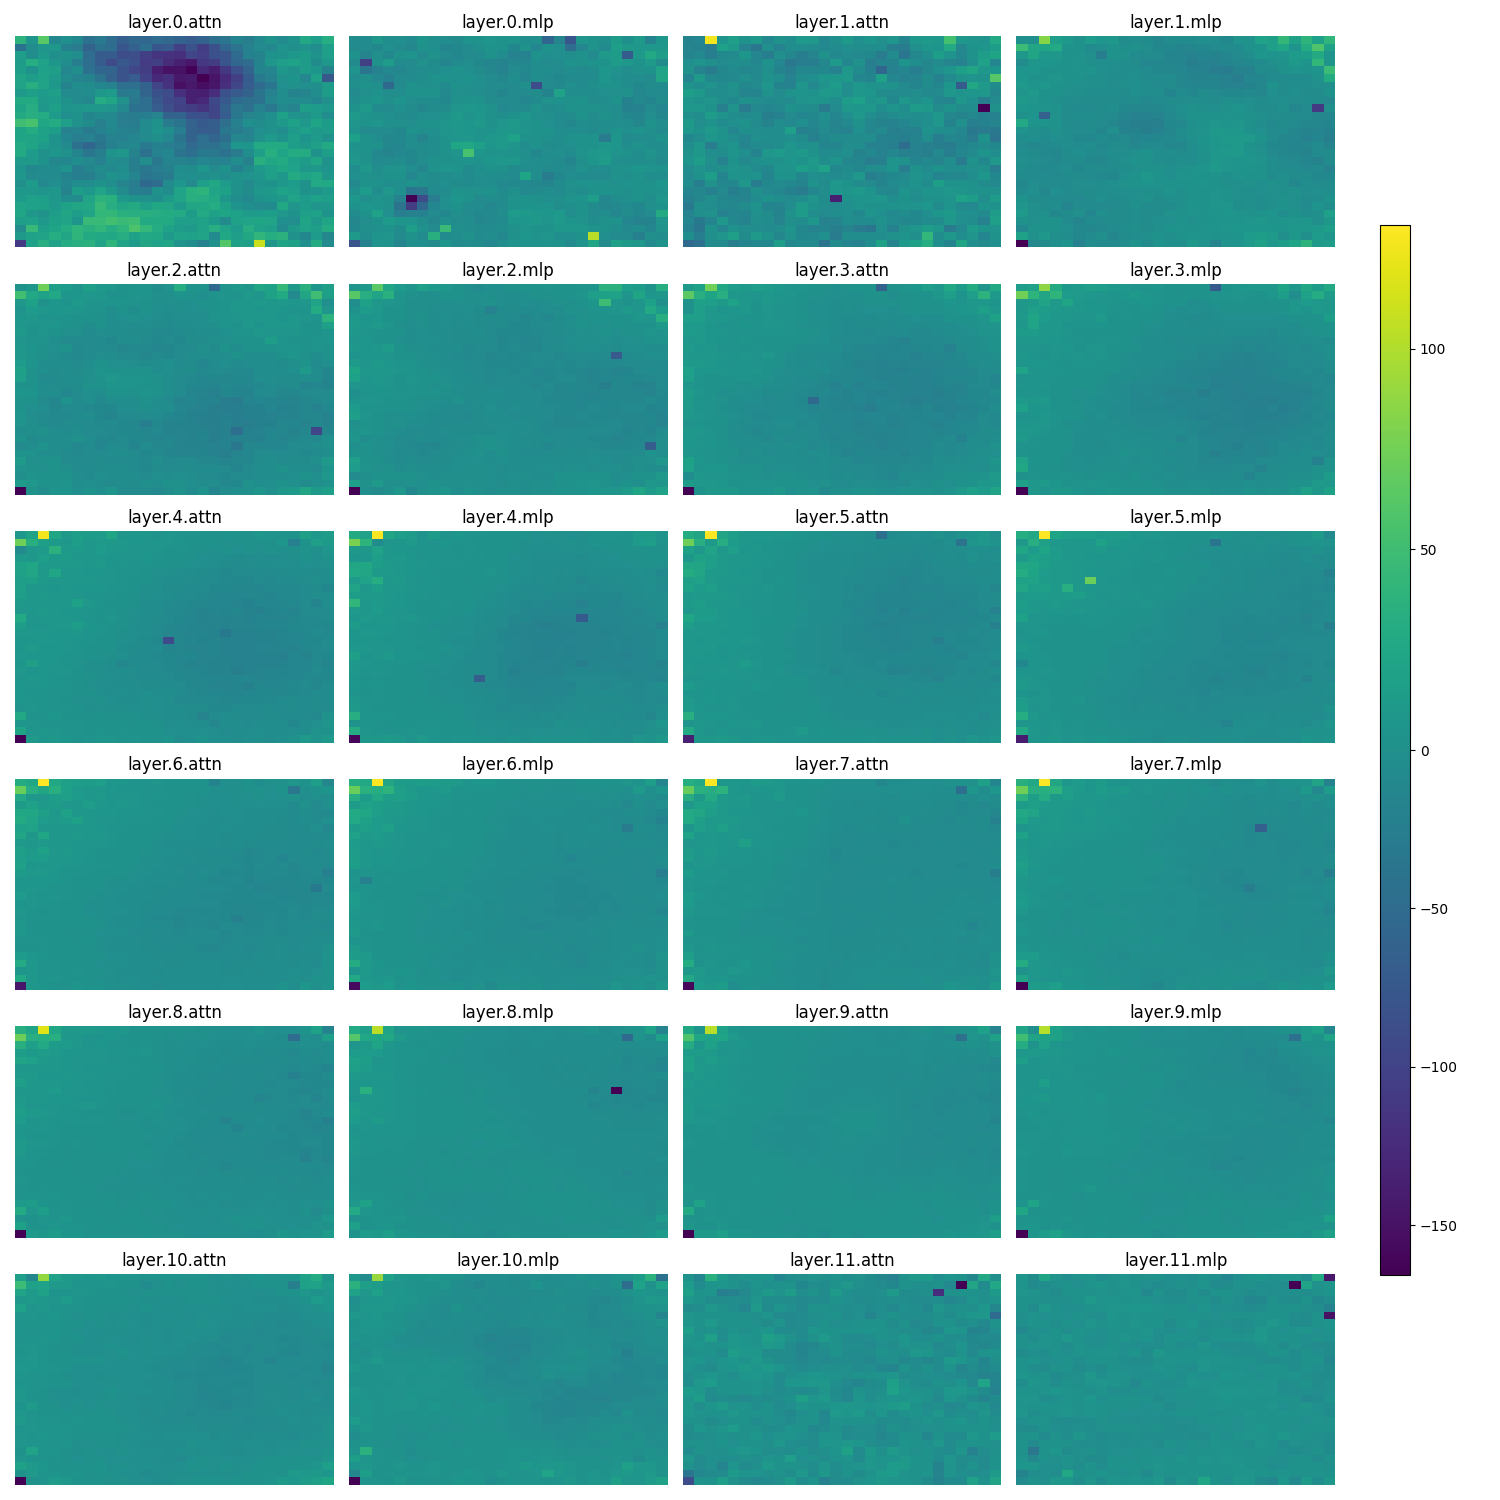 layer.0.attn layer.0.mlp layer.1.attn layer.1.mlp
layer.2.attn layer.2.mlp layer.3.attn layer.3.mlp
layer.4.attn layer.4.mlp layer.5.attn layer.5.mlp
layer.6.attn layer.6.mlp layer.7.attn layer.7.mlp
layer.8.attn layer.8.mlp layer.9.attn layer.9.mlp
layer.10.attn layer.10.mlp layer.11.attn layer.11.mlp
100
50
0
−50
−100
−150